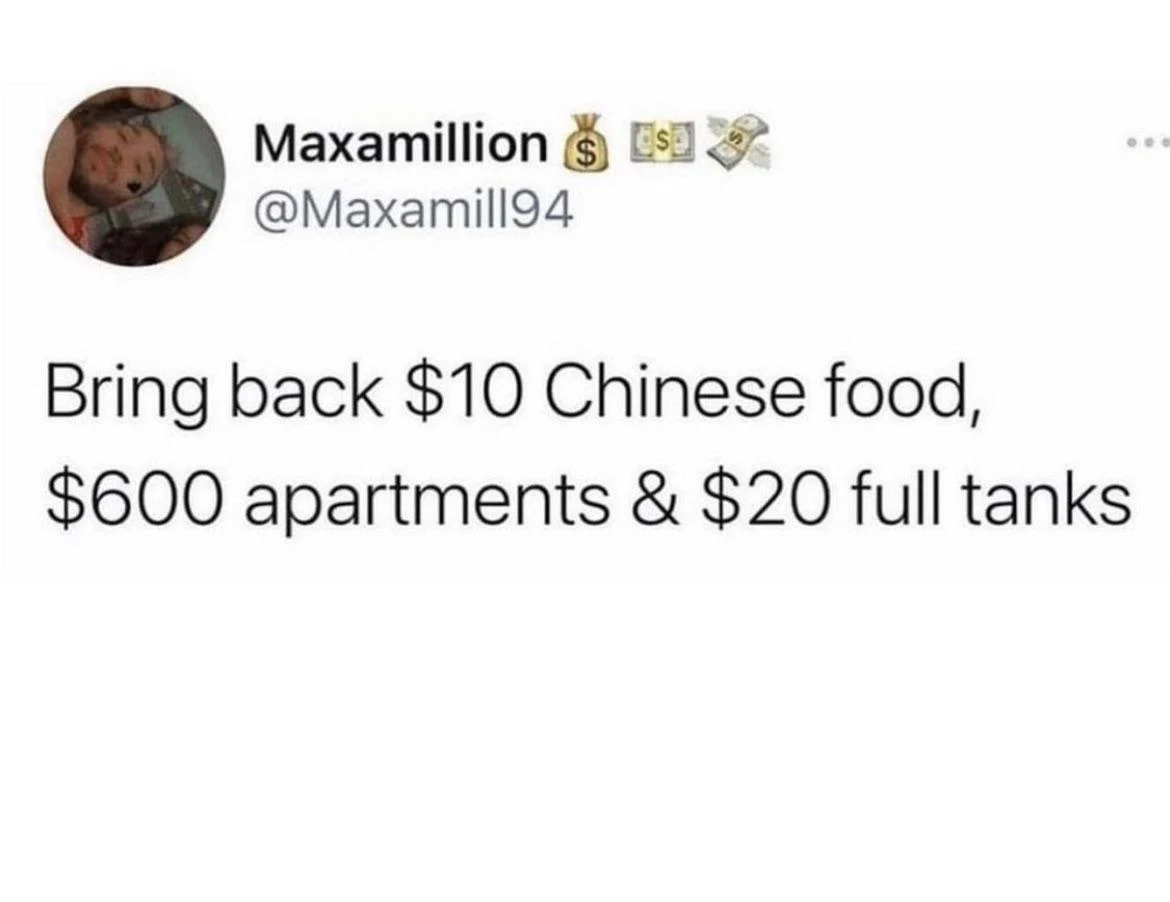 Maxamillion 💰 💵 💸
@Maxamill94
Bring back $10 Chinese food,
$600 apartments & $20 full tanks